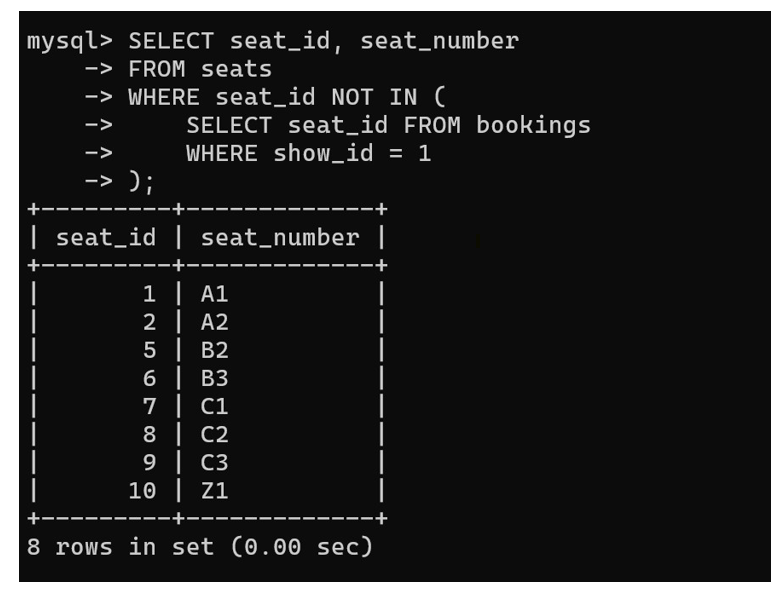 mysql> SELECT seat_id, seat_number
    -> FROM seats
    -> WHERE seat_id NOT IN (
    ->     SELECT seat_id FROM bookings
    ->     WHERE show_id = 1
    -> );
+---------+-------------+
| seat_id | seat_number |
+---------+-------------+
|       1 | A1          |
|       2 | A2          |
|       5 | B2          |
|       6 | B3          |
|       7 | C1          |
|       8 | C2          |
|       9 | C3          |
|      10 | Z1          |
+---------+-------------+
8 rows in set (0.00 sec)